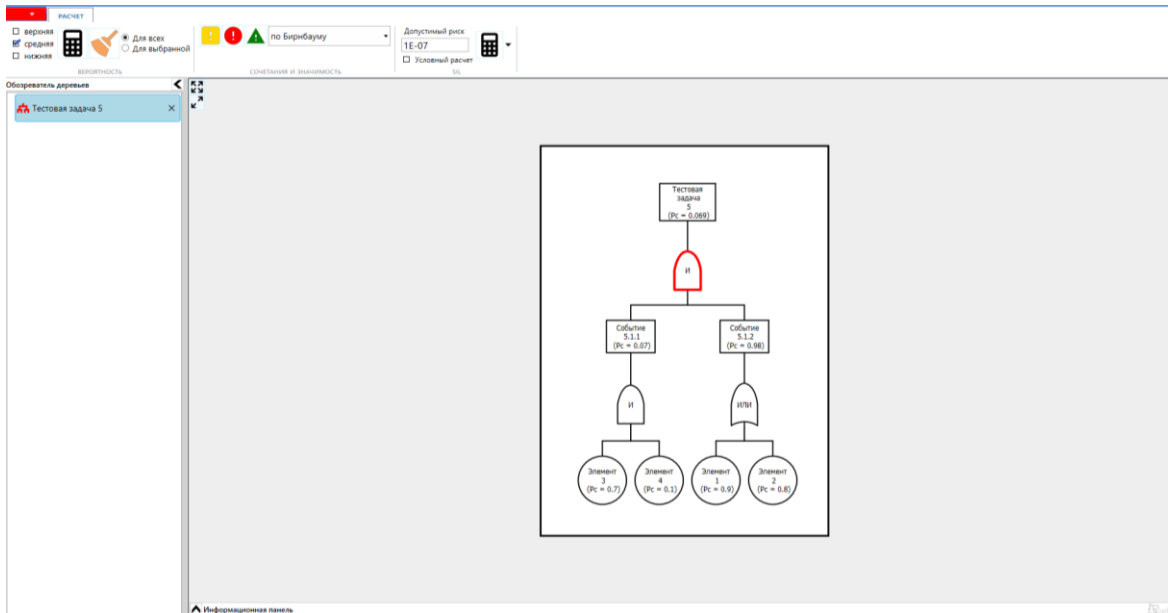 РАСЧЕТ
верхняя
средняя
нижняя
Для всех
Для выбранной
ВЕРОЯТНОСТЬ
по Бирнбауму
СОЧЕТАНИЯ И ЗНАЧИМОСТЬ
Допустимый риск
1E-07
Условный расчет
SIL
Обозреватель деревьев
Тестовая задача 5
Тестовая
задача
5
(Pc = 0.069)
И
Событие
5.1.1
(Pc = 0.07)
Событие
5.1.2
(Pc = 0.98)
И
ИЛИ
Элемент
3
(Pc = 0.7)
Элемент
4
(Pc = 0.1)
Элемент
1
(Pc = 0.9)
Элемент
2
(Pc = 0.8)
Информационная панель